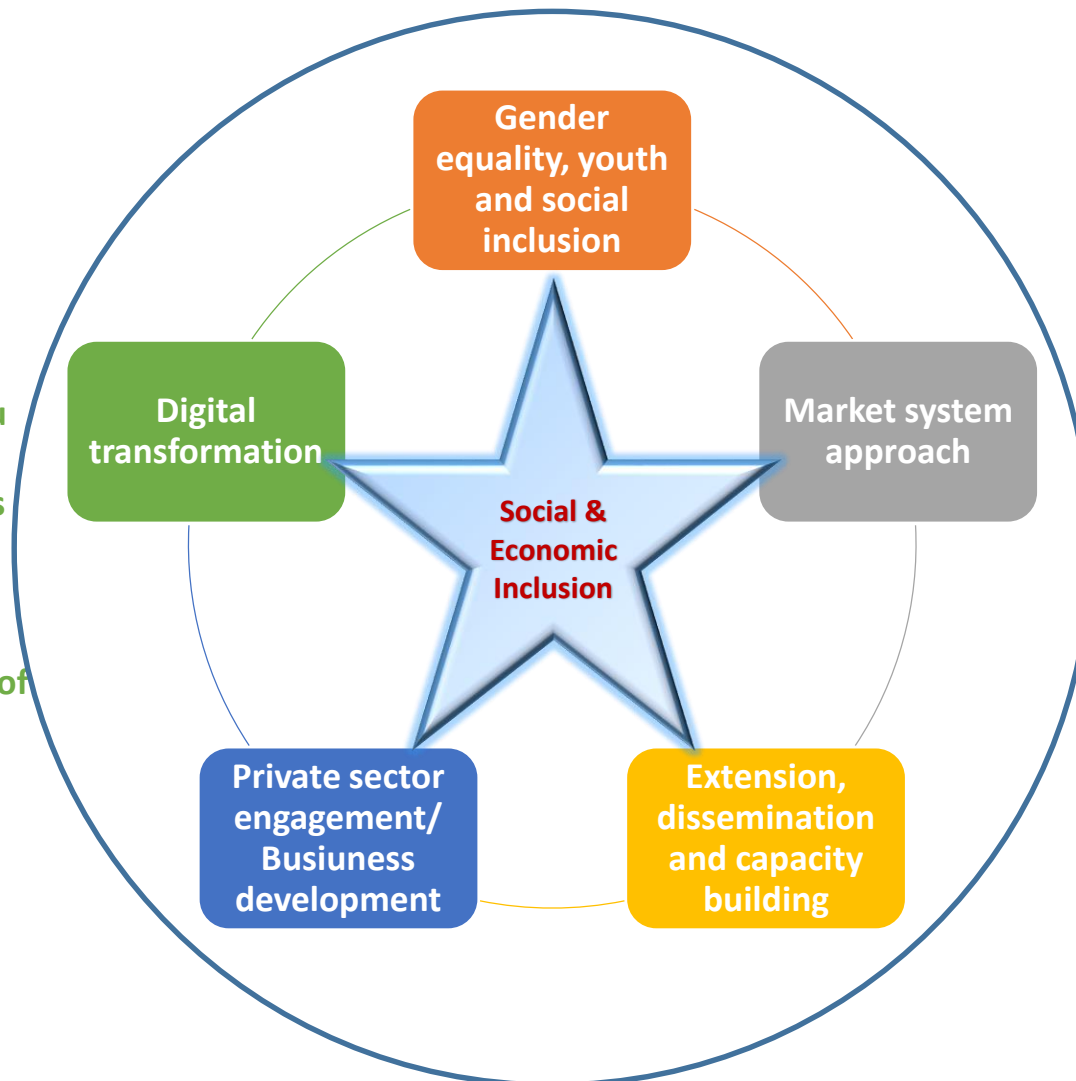 Gender
equality, youth
and social
inclusion
Digital
transformation
Market system
approach
Social &
Economic
Inclusion
of
Private sector
engagement/
Busiuness
development
Extension,
dissemination
and capacity
building